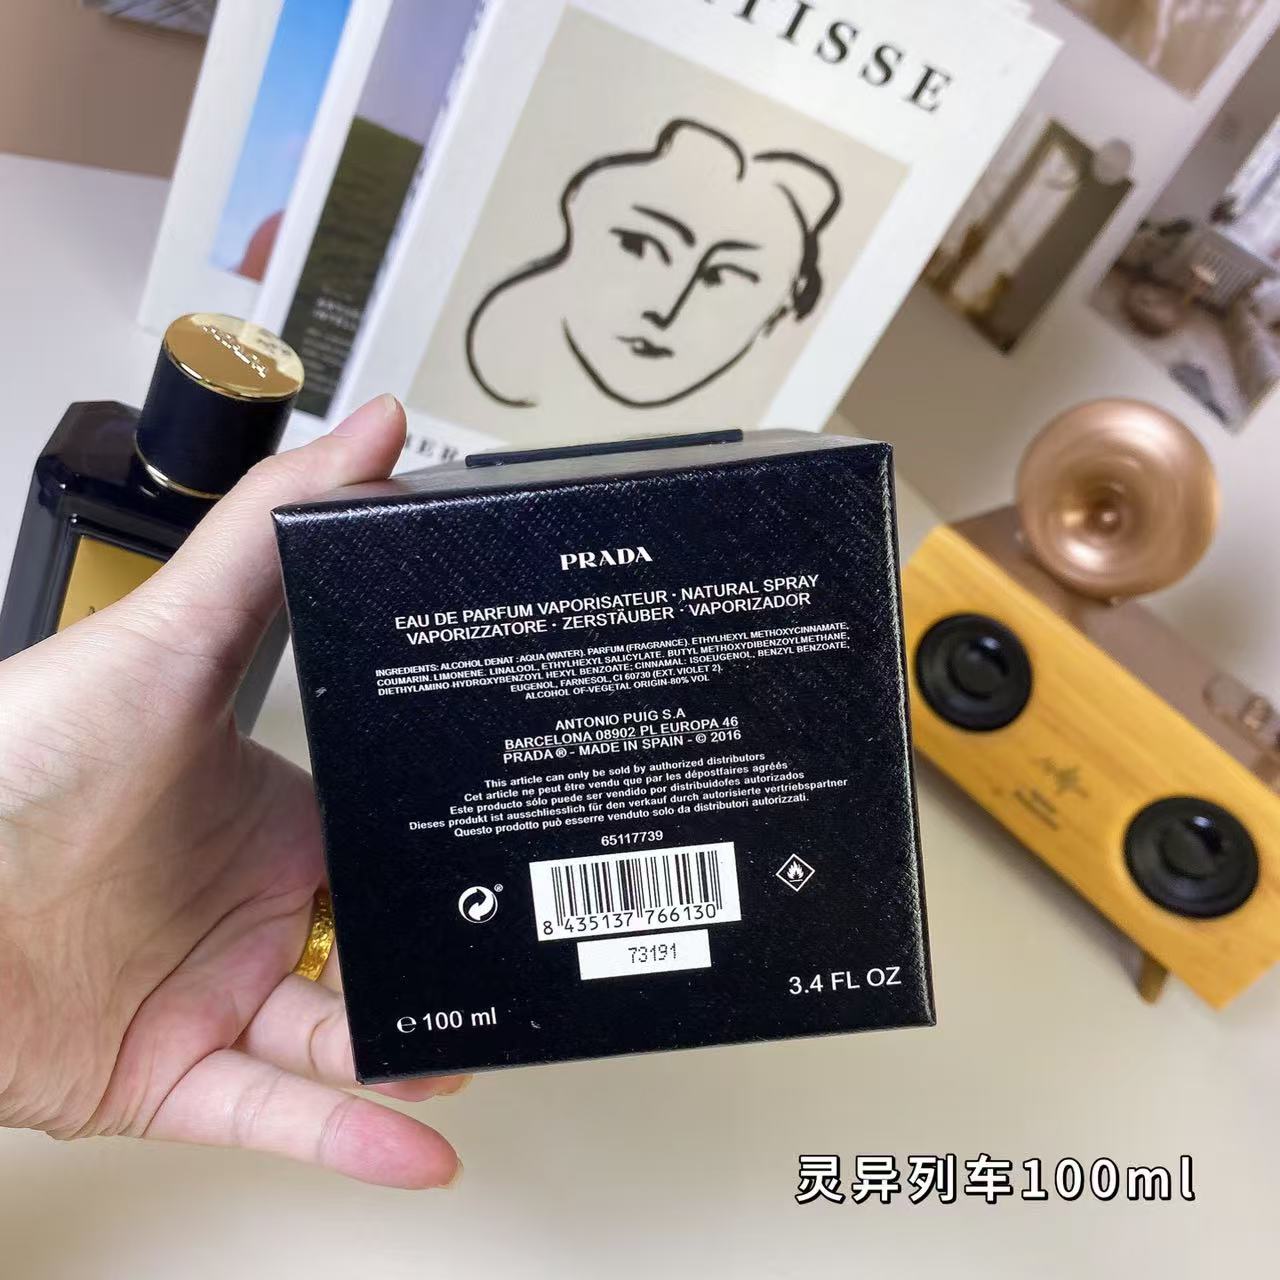 TISSE
PRADA
EAU DE PARFUM VAPORISATEUR · NATURAL SPRAY
VAPORIZZATORE · ZERSTÄUBER · VAPORIZADOR
INGREDIENTS: ALCOHOL DENAT : AQUA (WATER). PARFUM (FRAGRANCE). ETHYLHEXYL METHOXYCINNAMATE,
COUMARIN. LIMONENE. LINALOOL, ETHYLHEXYL SALICYLATE. BUTYL METHOXYDIBENZOYLMETHANE,
DIETHYLAMINO-HYDROXYBENZOYL HEXYL BENZOATE; CINNAMAL: ISOEUGENOL, BENZYL BENZOATE,
EUGENOL, FARNESOL, CI 60730 (EXT. VIOLET 2).
ALCOHOL OF-VEGETAL ORIGIN-80% VOL
ANTONIO PUIG S.A
BARCELONA 08902 PL EUROPA 46
PRADA ® - MADE IN SPAIN - © 2016
This article can only be sold by authorized distributors
Cet article ne peut être vendu que par les dépostfaires agréés
Este producto sólo puede ser vendido por distribuidofes autorizados
Dieses produkt ist ausschliesslich für den verkauf durch autorisierte vertriebspartner
Questo prodotto può esserre venduto solo da distributori autorizzati.
65117739
8 435137 766130
73191
℮ 100 ml
3.4 FL OZ
灵异列车100ml